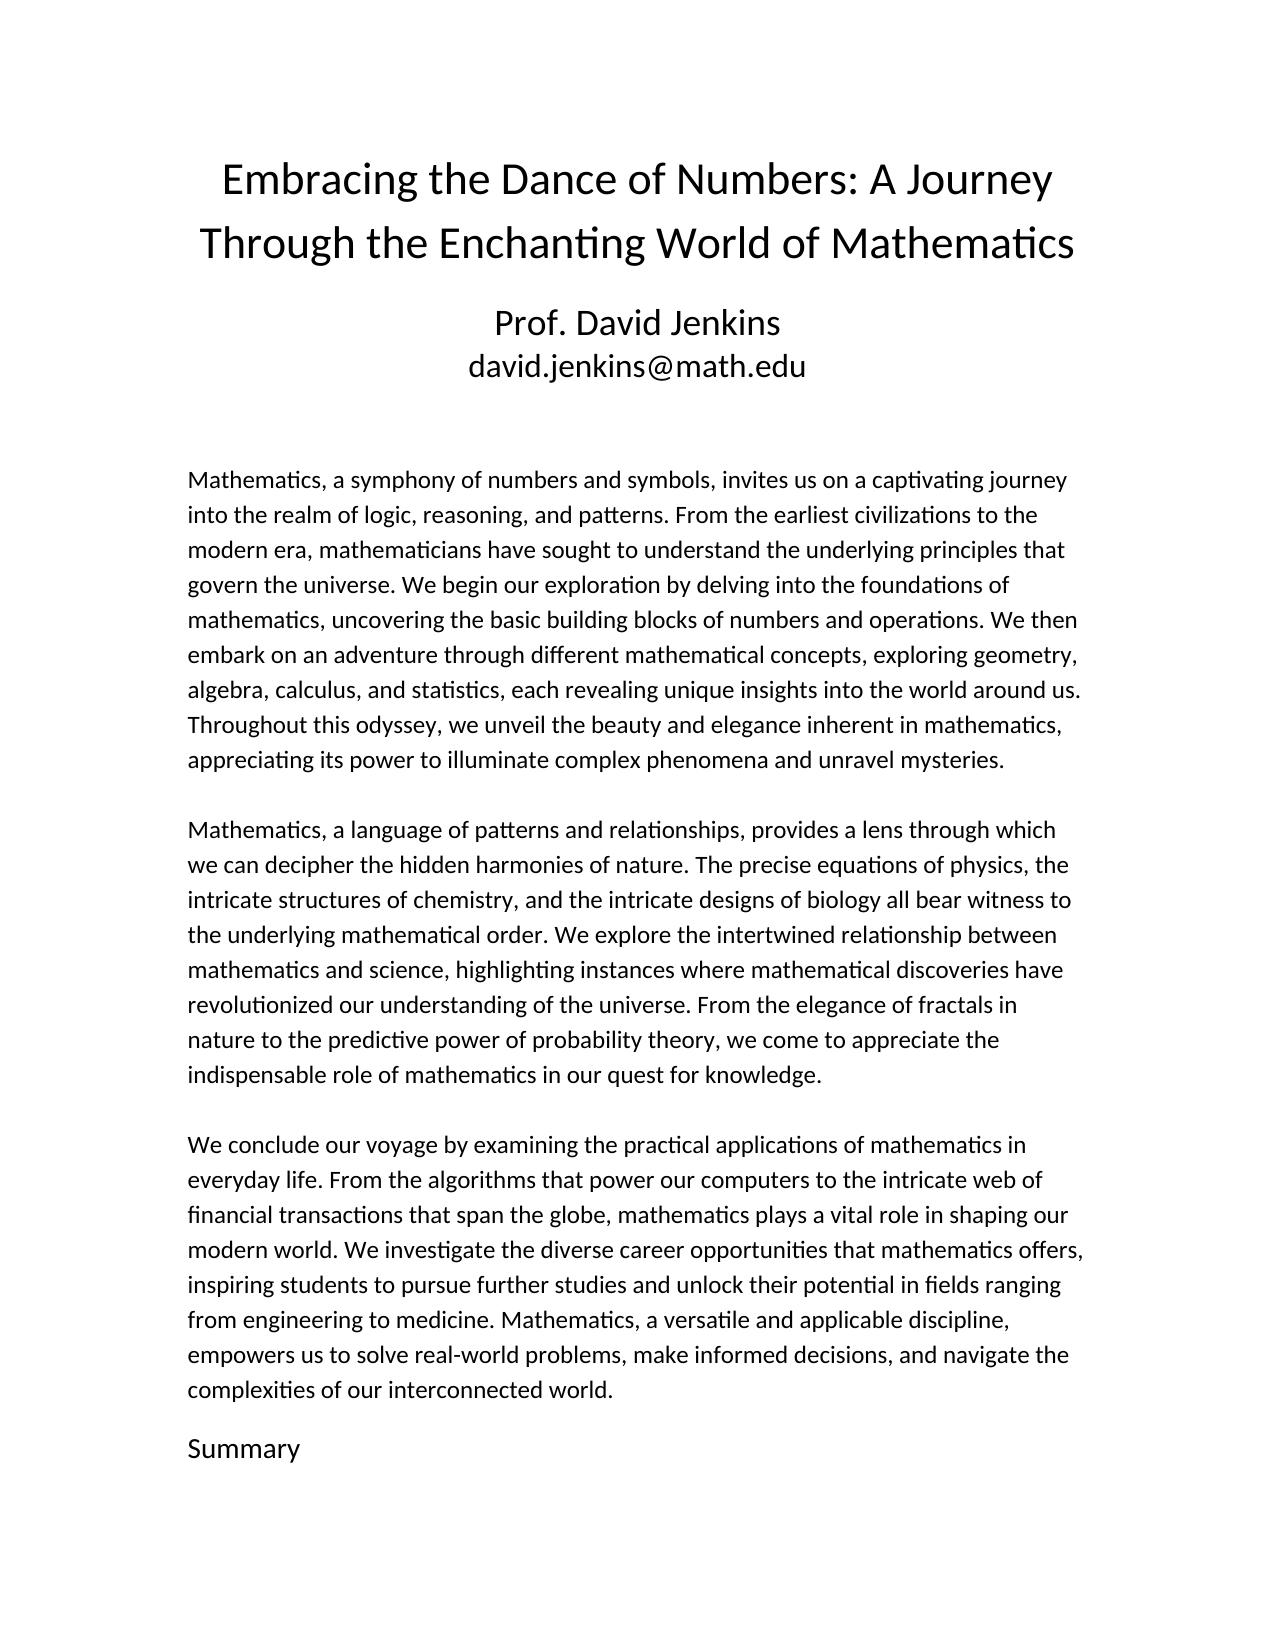 Embracing the Dance of Numbers: A Journey
Through the Enchanting World of Mathematics
Prof. David Jenkins
david.jenkins@math.edu
Mathematics, a symphony of numbers and symbols, invites us on a captivating journey
into the realm of logic, reasoning, and patterns. From the earliest civilizations to the
modern era, mathematicians have sought to understand the underlying principles that
govern the universe. We begin our exploration by delving into the foundations of
mathematics, uncovering the basic building blocks of numbers and operations. We then
embark on an adventure through different mathematical concepts, exploring geometry,
algebra, calculus, and statistics, each revealing unique insights into the world around us.
Throughout this odyssey, we unveil the beauty and elegance inherent in mathematics,
appreciating its power to illuminate complex phenomena and unravel mysteries.
Mathematics, a language of patterns and relationships, provides a lens through which
we can decipher the hidden harmonies of nature. The precise equations of physics, the
intricate structures of chemistry, and the intricate designs of biology all bear witness to
the underlying mathematical order. We explore the intertwined relationship between
mathematics and science, highlighting instances where mathematical discoveries have
revolutionized our understanding of the universe. From the elegance of fractals in
nature to the predictive power of probability theory, we come to appreciate the
indispensable role of mathematics in our quest for knowledge.
We conclude our voyage by examining the practical applications of mathematics in
everyday life. From the algorithms that power our computers to the intricate web of
financial transactions that span the globe, mathematics plays a vital role in shaping our
modern world. We investigate the diverse career opportunities that mathematics offers,
inspiring students to pursue further studies and unlock their potential in fields ranging
from engineering to medicine. Mathematics, a versatile and applicable discipline,
empowers us to solve real-world problems, make informed decisions, and navigate the
complexities of our interconnected world.
Summary